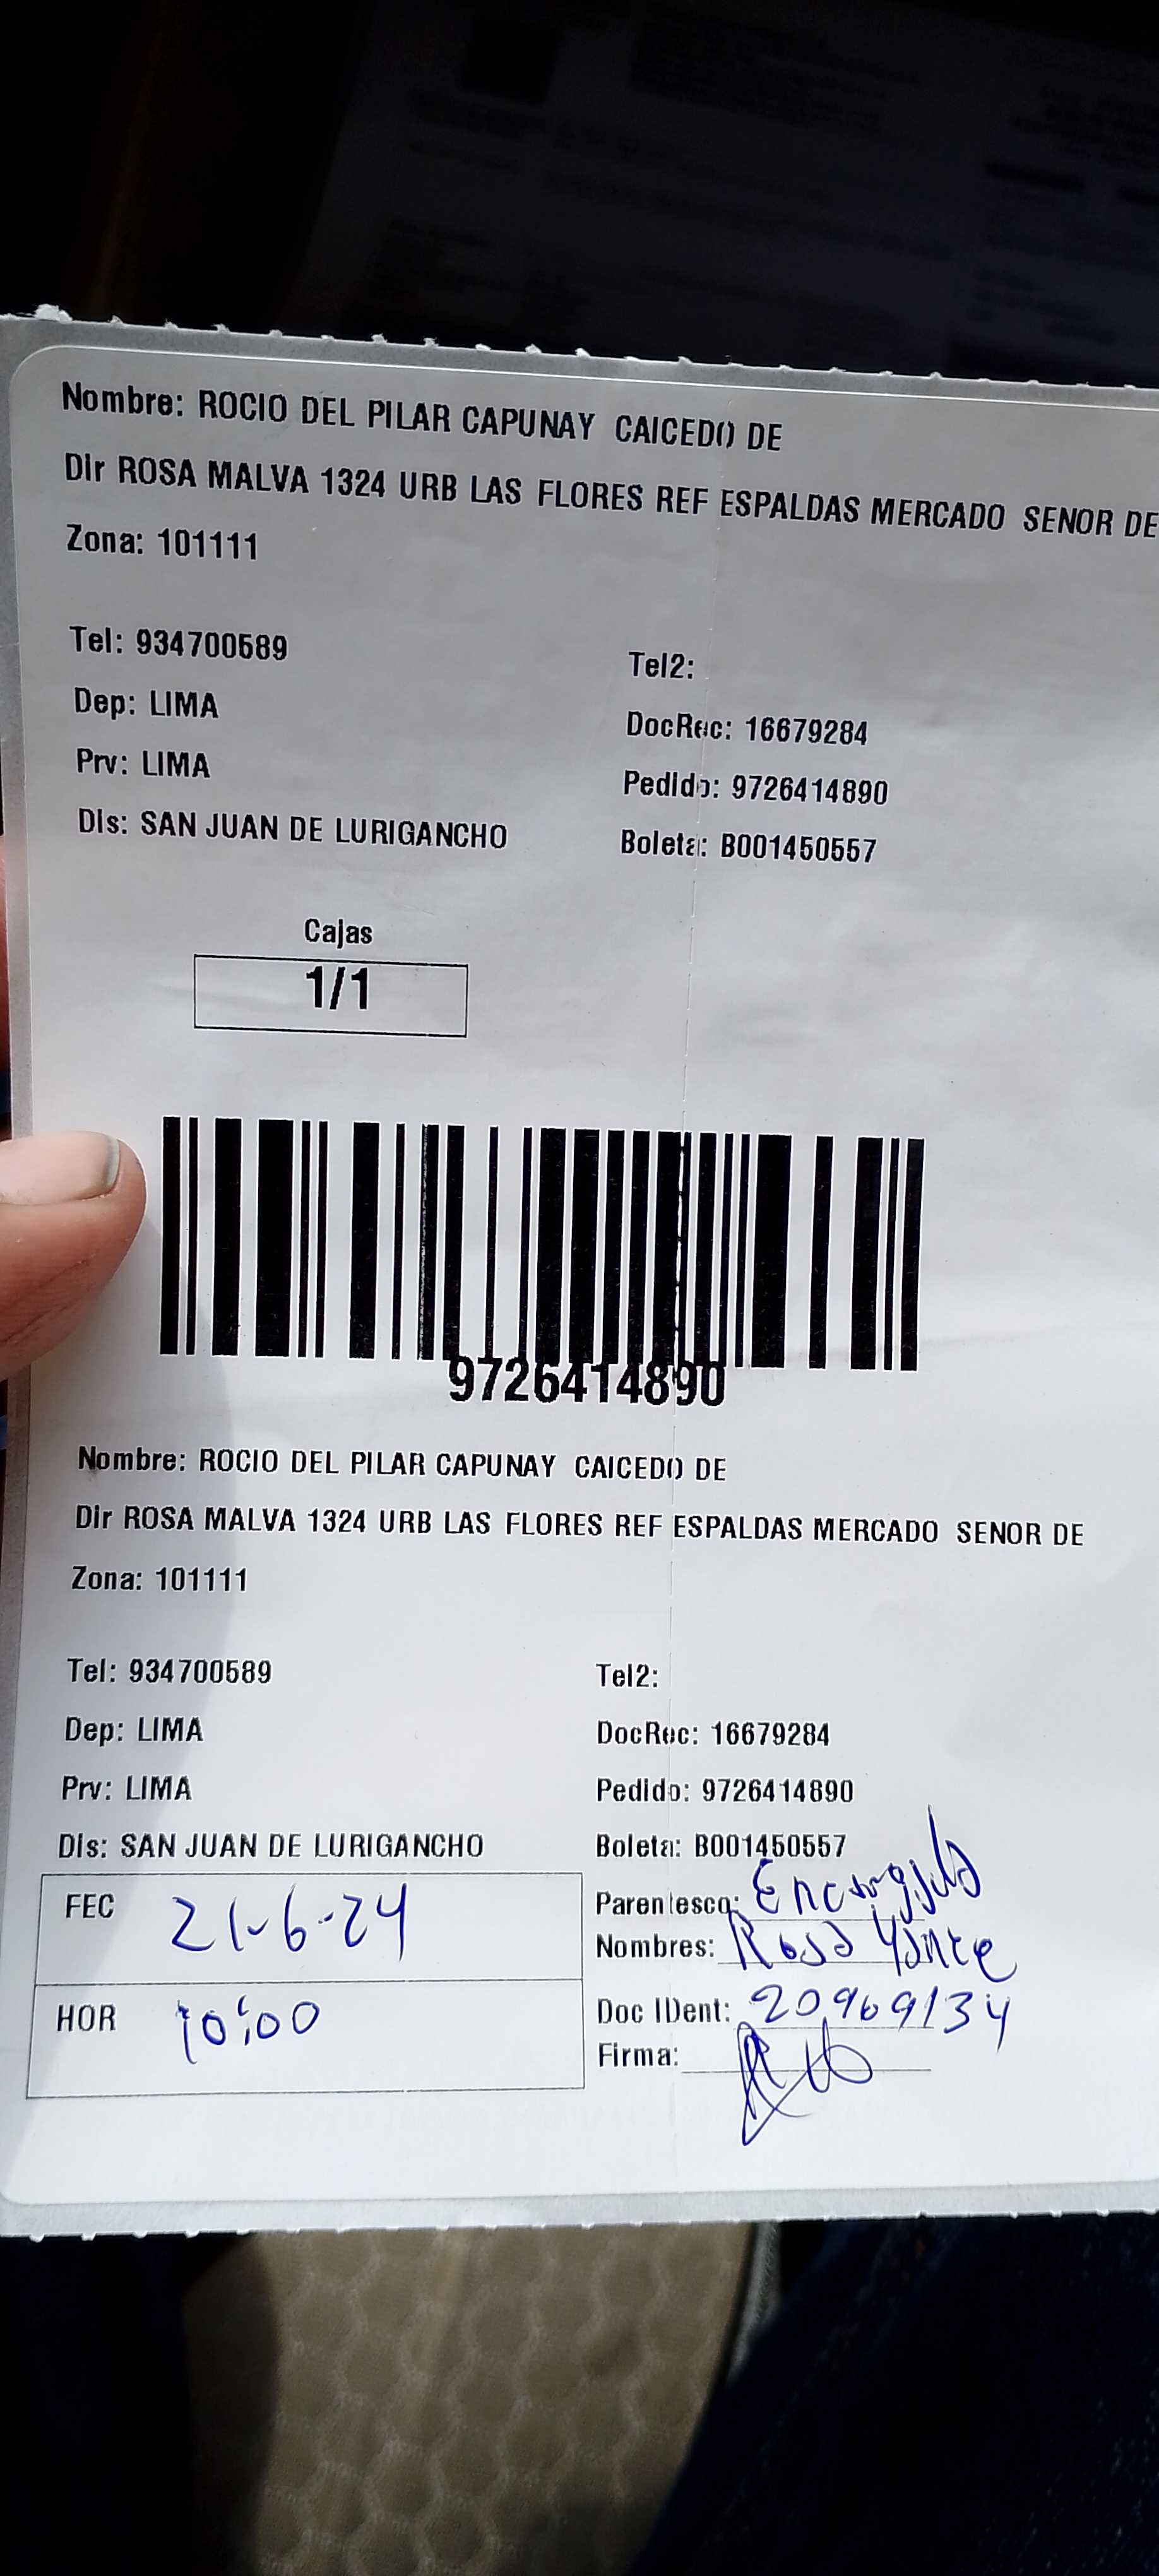 Nombre: ROCIO DEL PILAR CAPUNAY CAICEDO DE
Dir ROSA MALVA 1324 URB LAS FLORES REF ESPALDAS MERCADO SENOR DE
Zona: 101111
Tel: 934700589
Tel2:
Dep: LIMA
DocRec: 16679284
Prv: LIMA
Pedido: 9726414890
Dis: SAN JUAN DE LURIGANCHO
Boleta: B001450557
Cajas
1/1
9726414890
Nombre: ROCIO DEL PILAR CAPUNAY CAICEDO DE
Dir ROSA MALVA 1324 URB LAS FLORES REF ESPALDAS MERCADO SENOR DE
Zona: 101111
Tel: 934700589
Tel2:
Dep: LIMA
DocRec: 16679284
Prv: LIMA
Pedido: 9726414890
Dis: SAN JUAN DE LURIGANCHO
Boleta: B001450557
FEC 21-6-24
Parentesco: Encargada
Nombres: Rosa Yance
HOR 10:00
Doc IDent: 20969134
Firma: